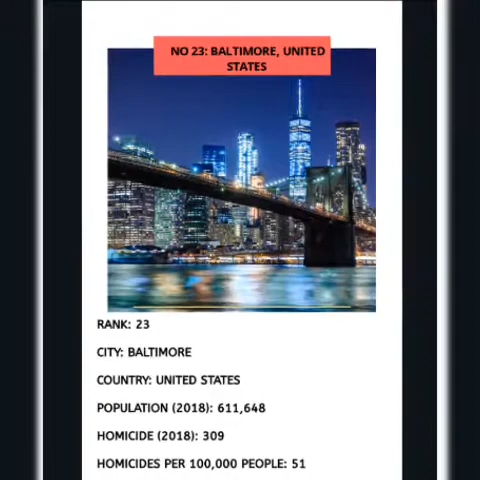 NO 23: BALTIMORE, UNITED
STATES
RANK: 23
CITY: BALTIMORE
COUNTRY: UNITED STATES
POPULATION (2018): 611,648
HOMICIDE (2018): 309
HOMICIDES PER 100,000 PEOPLE: 51